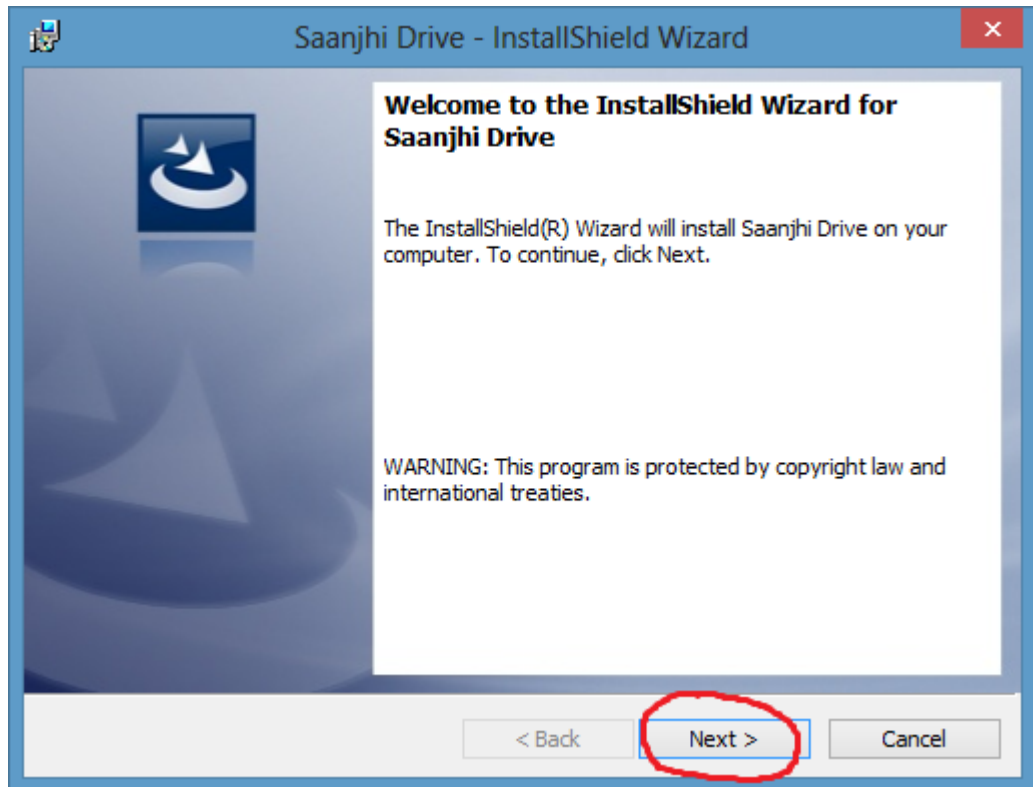 Saanjhi Drive - InstallShield Wizard
Welcome to the InstallShield Wizard for
Saanjhi Drive
The InstallShield(R) Wizard will install Saanjhi Drive on your
computer. To continue, click Next.
WARNING: This program is protected by copyright law and
international treaties.
< Back Next > Cancel